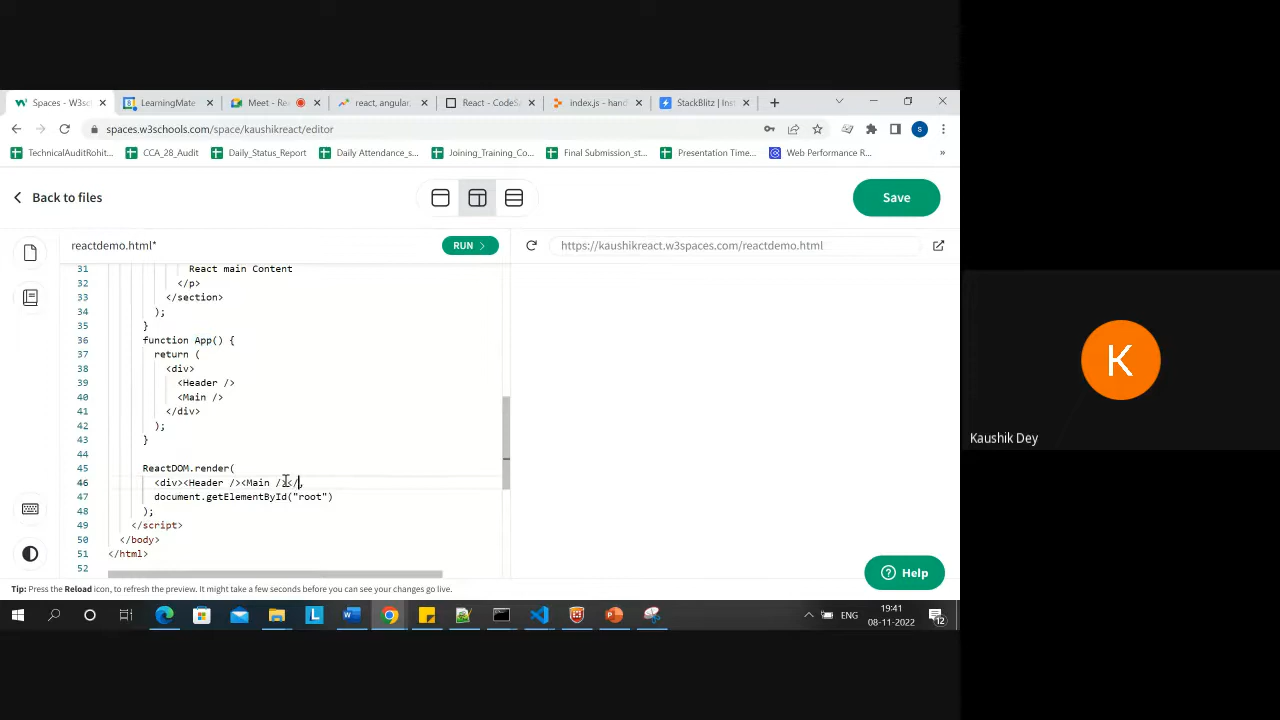 Spaces - W3sc
LearningMate
Meet - Re
react, angular,
React - CodeS
index.js - hand
StackBlitz | Inst
spaces.w3schools.com/space/kaushikreact/editor
S
TechnicalAuditRohit...
CCA_28_Audit
Daily_Status_Report
Daily Attendance_s...
Joining_Training_Co...
Final Submission_st...
Presentation Time...
Web Performance R...
»
Back to files
Save
reactdemo.html*
RUN
https://kaushikreact.w3spaces.com/reactdemo.html
31 React main Content
32 </p>
33 </section>
34 );
35 }
36 function App() {
37 return (
38 <div>
39 <Header />
40 <Main />
41 </div>
42 );
43 }
44
45 ReactDOM.render(
46 <div><Header /><Main /></,
47 document.getElementById("root")
48 );
49 </script>
50 </body>
51 </html>
52
Help
Tip: Press the Reload icon, to refresh the preview. It might take a few seconds before you can see your changes go live.
ENG
19:41
08-11-2022
12
K
Kaushik Dey